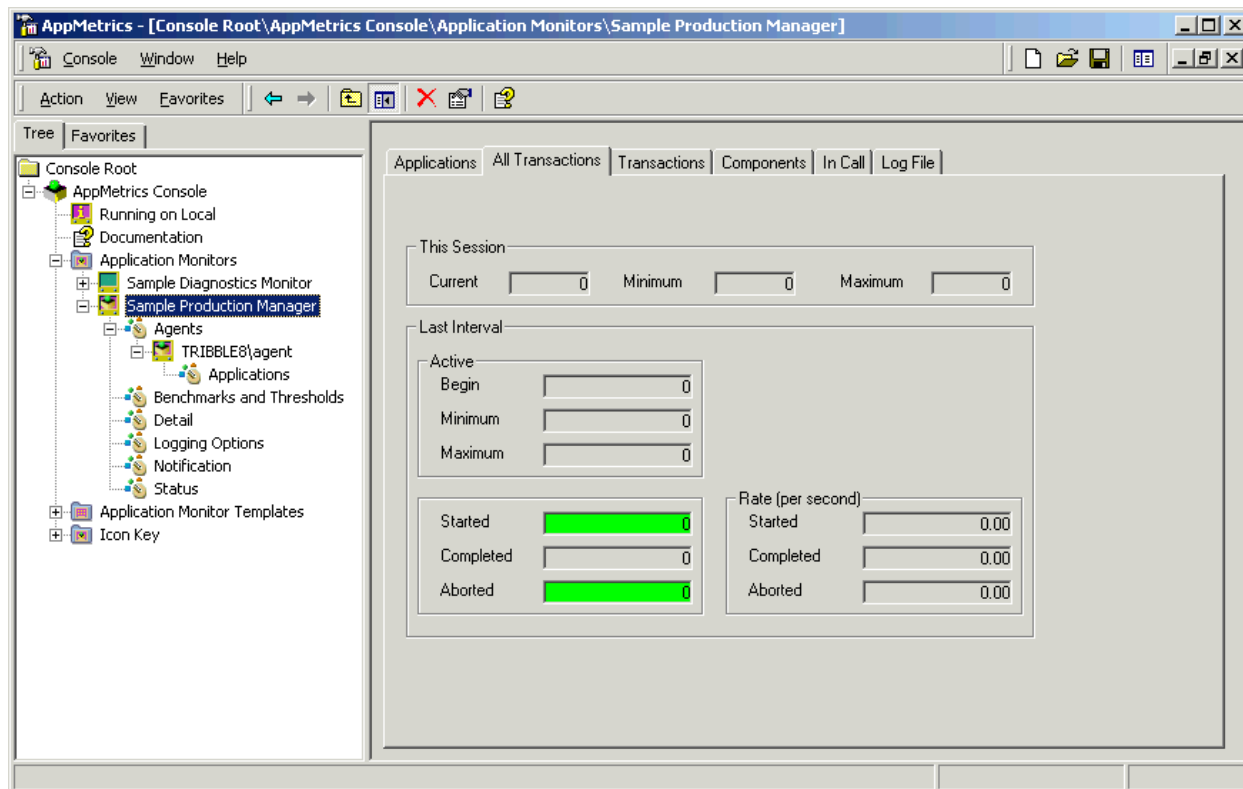 AppMetrics - [Console Root\AppMetrics Console\Application Monitors\Sample Production Manager]
Console Window Help
Action View Favorites
Tree Favorites
Console Root
AppMetrics Console
Running on Local
Documentation
Application Monitors
Sample Diagnostics Monitor
Sample Production Manager
Agents
TRIBBLE8\agent
Applications
Benchmarks and Thresholds
Detail
Logging Options
Notification
Status
Application Monitor Templates
Icon Key
Applications All Transactions Transactions Components In Call Log File
This Session
Current 0 Minimum 0 Maximum 0
Last Interval
Active
Begin 0
Minimum 0
Maximum 0
Started 0
Completed 0
Aborted 0
Rate (per second)
Started 0.00
Completed 0.00
Aborted 0.00